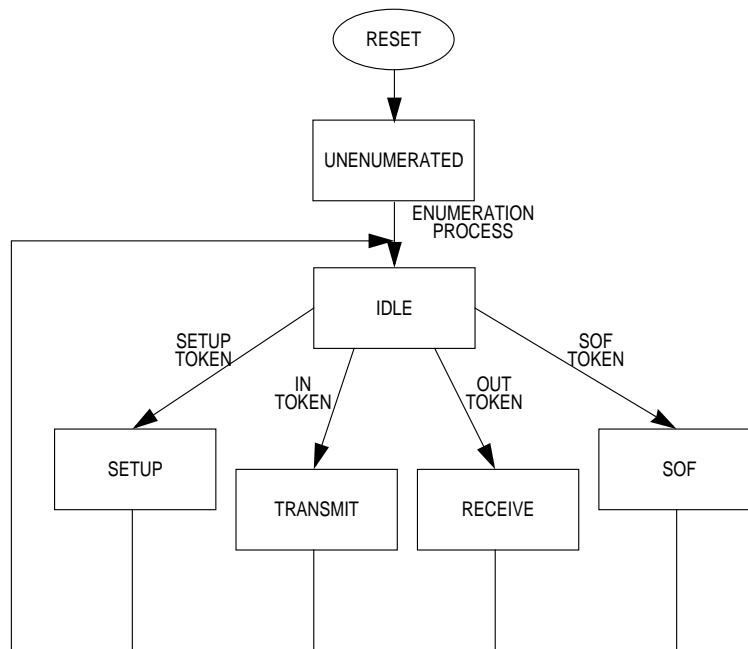 RESET
UNENUMERATED
ENUMERATION
PROCESS
IDLE
SETUP
TOKEN
IN
TOKEN
OUT
TOKEN
SOF
TOKEN
SETUP
TRANSMIT
RECEIVE
SOF